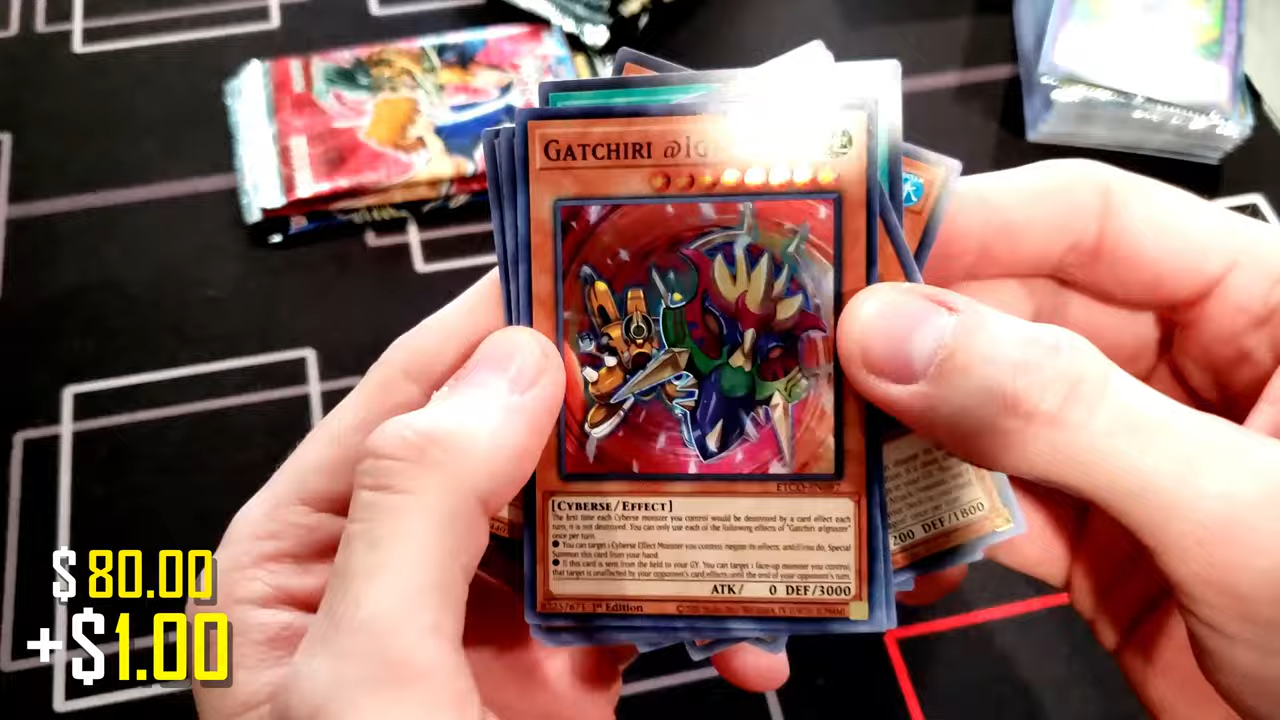 GATCHIRI @Ig
ETCO-EN
[CYBERSE/EFFECT]
The first time each Cyberse monster you control would be destroyed by a card effect each
turn, it is not destroyed. You can only use each of the following effects of "Gatchiri @Ignister"
once per turn.
● You can target 1 Cyberse Effect Monster you control; negate its effects, and if you do, Special
Summon this card from your hand.
● If this card is sent from the field to your GY: You can target 1 face-up monster you control;
that target is unaffected by your opponent's card effects, until the end of your opponent's turn.
ATK/ 0 DEF/3000
1st Edition
200 DEF/1800
$ 80.00
+$1.00